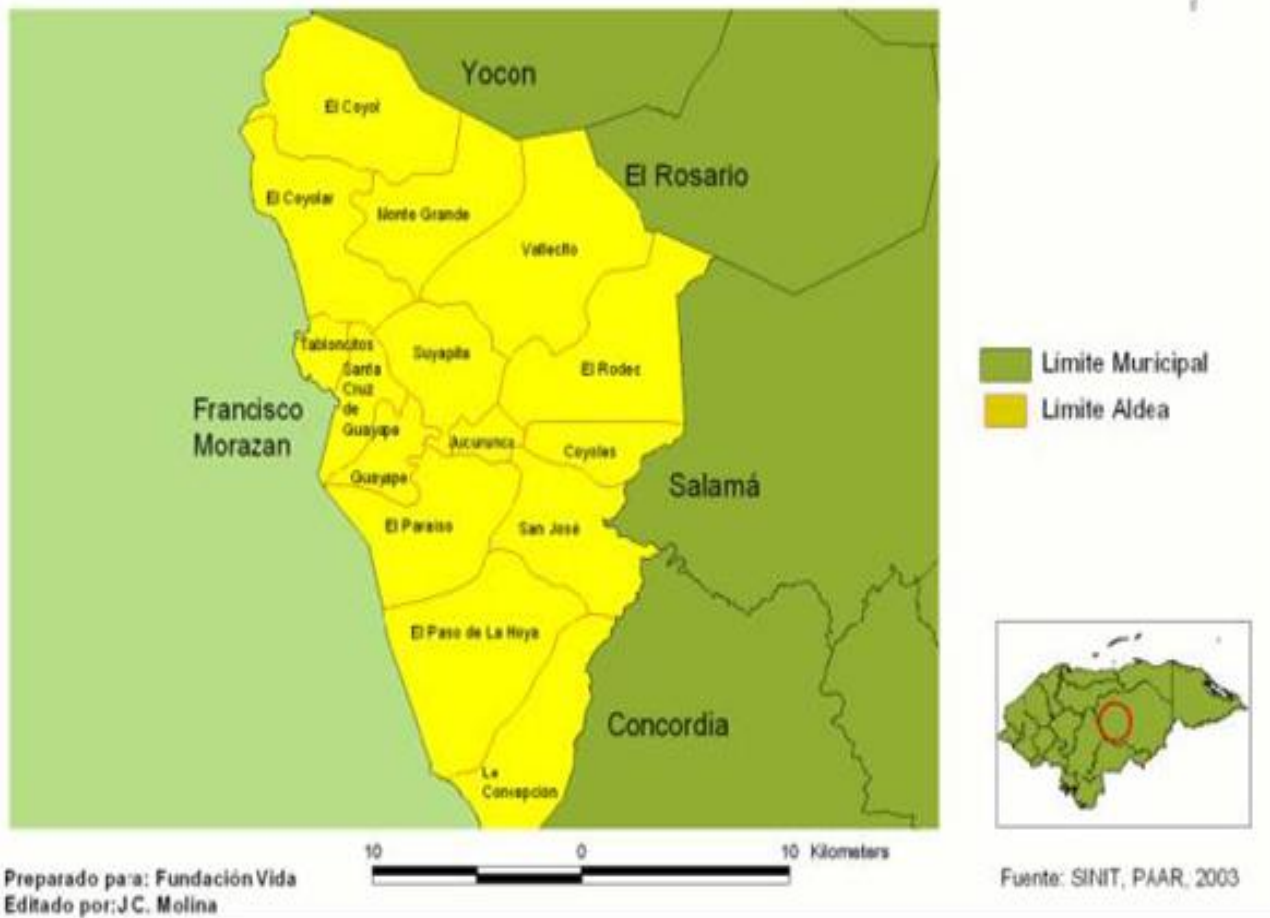 Yocon
El Coyol
El Rosario
El Coyolar
Monte Grande
Vallecito
Tabloncitos
Suyapita
Santa
Cruz
de
Guayape
El Rodeo
Límite Municipal
Límite Aldea
Francisco
Morazan
Jucurunca
Coyoles
Guayape
Salamá
El Paraiso
San José
El Paso de La Hoya
Concordia
La
Concepcion
10 0 10 Kilometers
Preparado para: Fundación Vida
Editado por:J C. Molina
Fuente: SINIT, PAAR, 2003